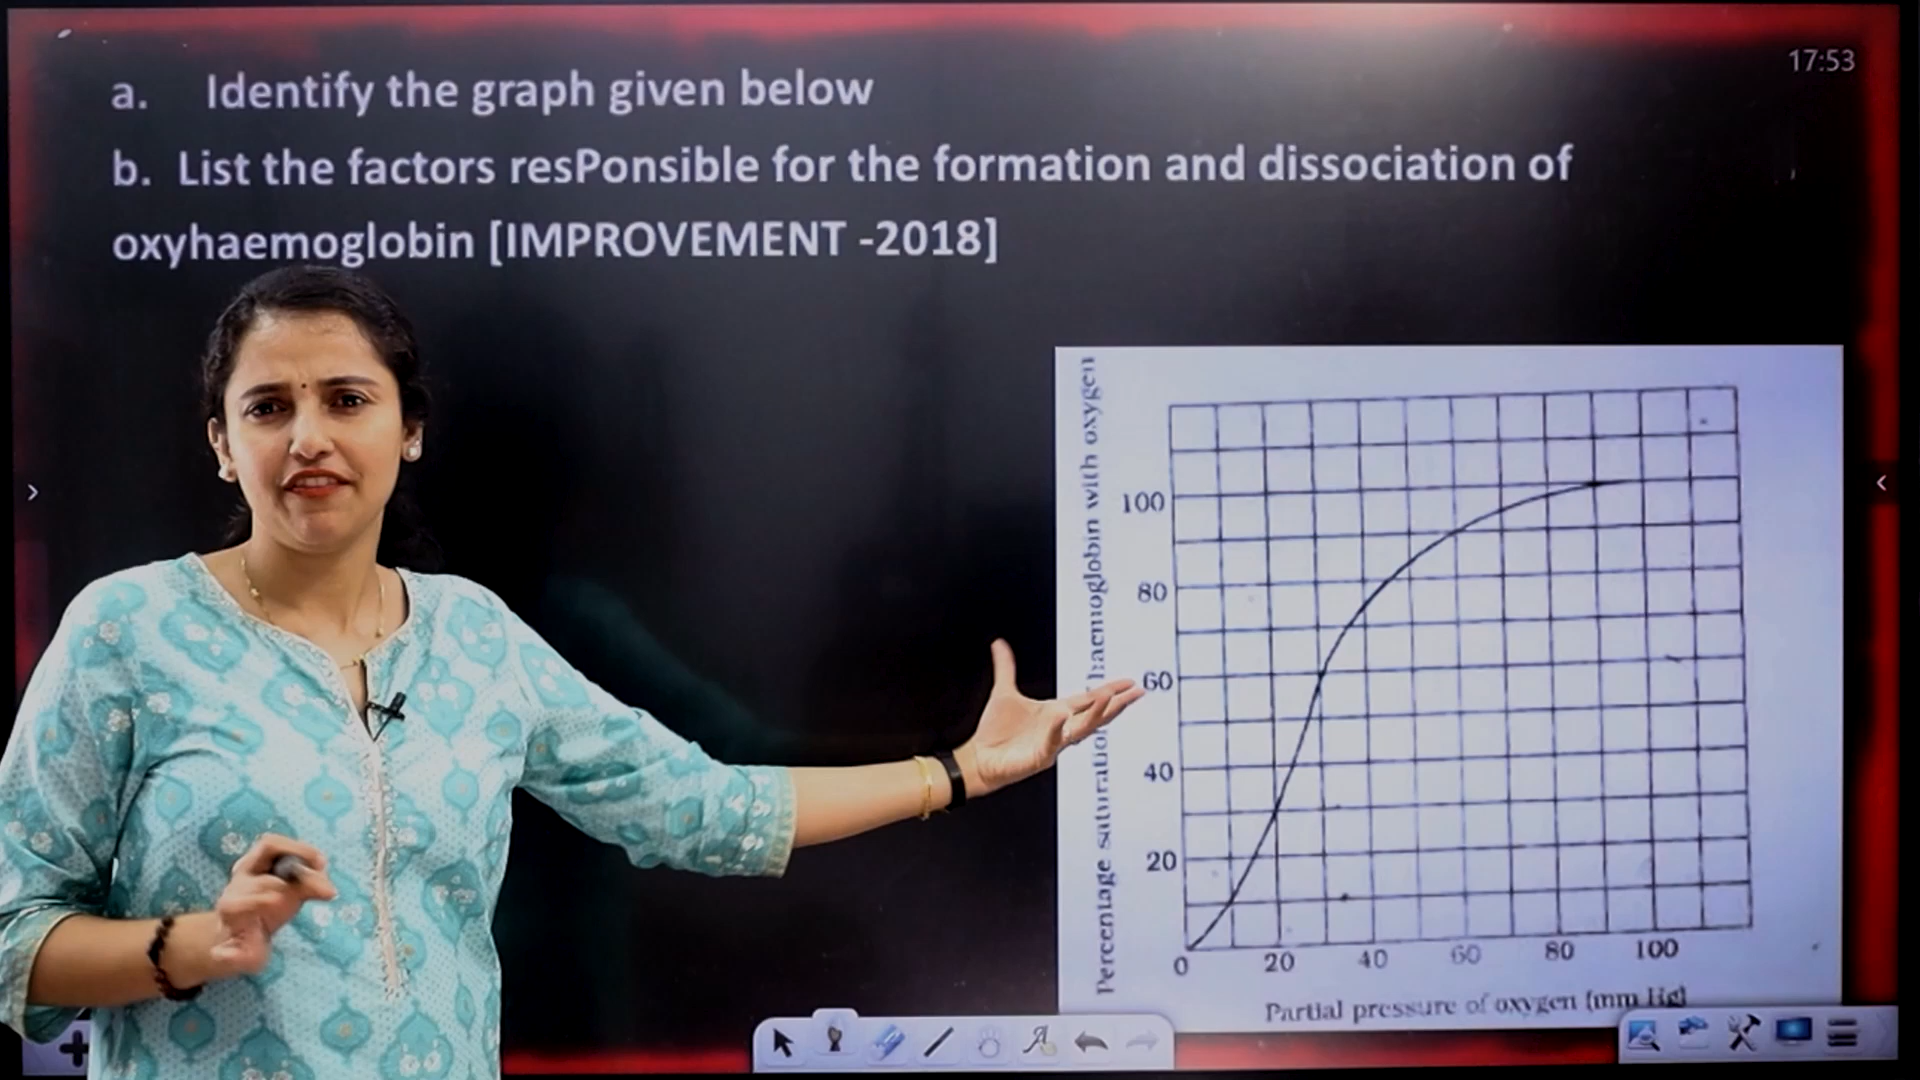 17:53
a. Identify the graph given below
b. List the factors resPonsible for the formation and dissociation of
oxyhaemoglobin [IMPROVEMENT -2018]
Percentage saturation haemoglobin with oxygen
100
80
60
40
20
0 20 40 60 80 100
Partial pressure of oxygen (mm Hg)
A